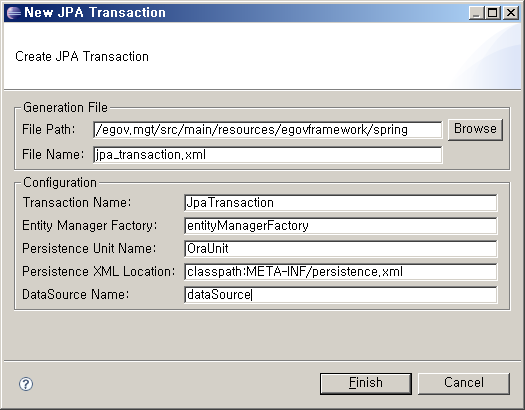 New JPA Transaction
Create JPA Transaction
Generation File
File Path: /egov.mgt/src/main/resources/egovframework/spring Browse
File Name: jpa_transaction.xml
Configuration
Transaction Name: JpaTransaction
Entity Manager Factory: entityManagerFactory
Persistence Unit Name: OraUnit
Persistence XML Location: classpath:META-INF/persistence.xml
DataSource Name: dataSource
? Finish Cancel